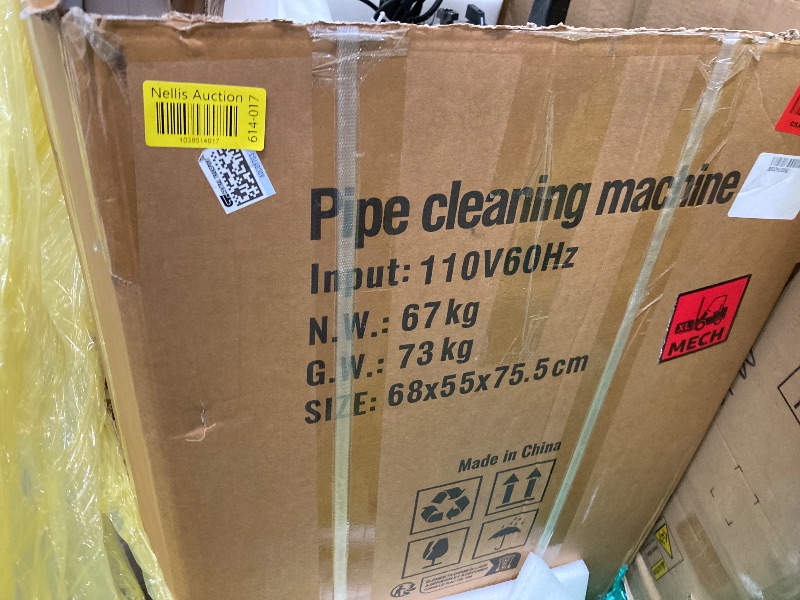 Nellis Auction
1038514017
614-017
Pipe cleaning machine
Input: 110V60Hz
N.W.: 67kg
G.W.: 73kg
SIZE: 68x55x75.5cm
XL
MECH
Made in China